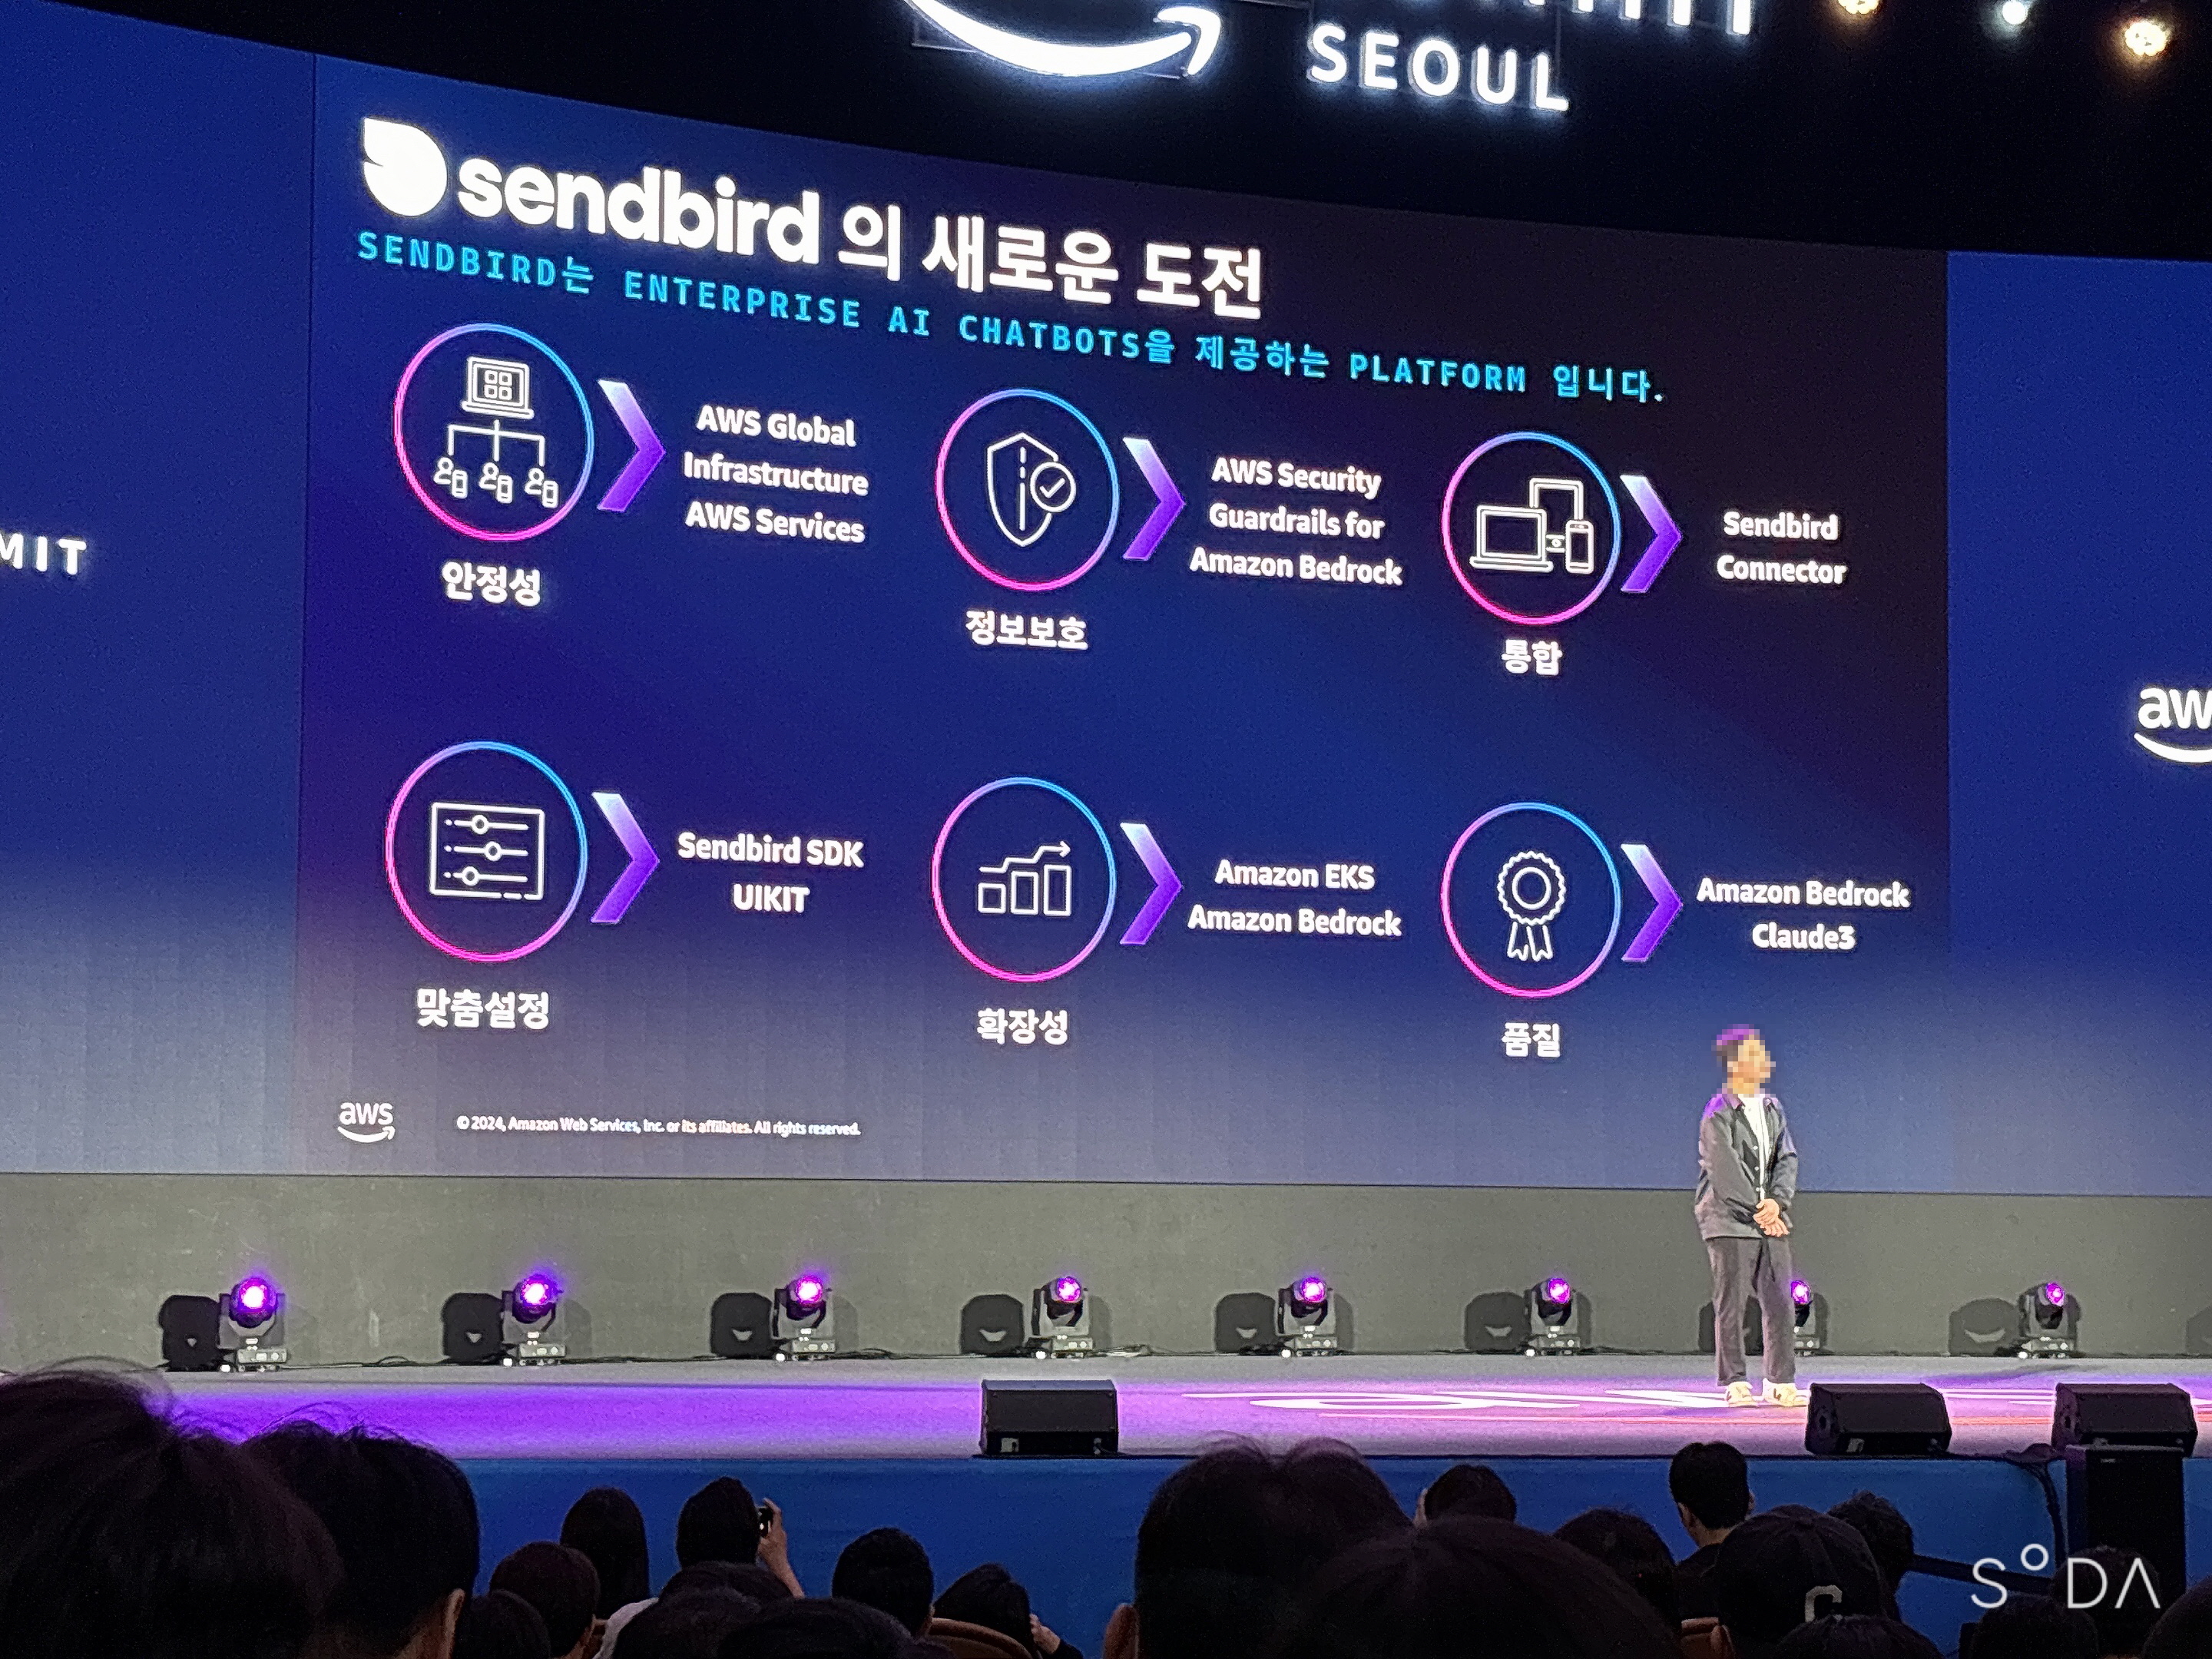 SEOUL
sendbird 의 새로운 도전
SENDBIRD는 ENTERPRISE AI CHATBOTS을 제공하는 PLATFORM 입니다.
AWS Global
Infrastructure
AWS Services
안정성
AWS Security
Guardrails for
Amazon Bedrock
정보보호
Sendbird
Connector
통합
MIT
aws
Sendbird SDK
UIKIT
맞춤설정
Amazon EKS
Amazon Bedrock
확장성
Amazon Bedrock
Claude3
품질
aws
© 2024, Amazon Web Services, Inc. or its affiliates. All rights reserved.
C
SODA